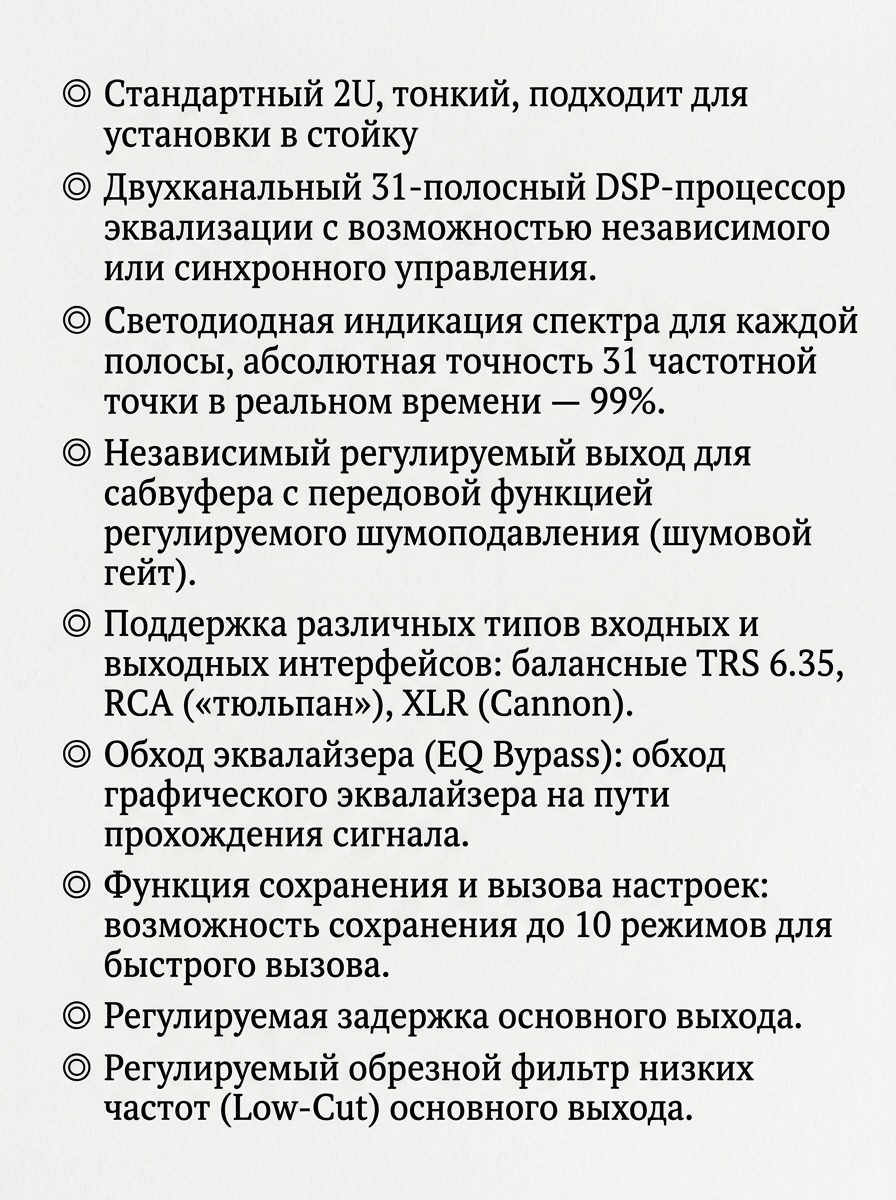 ◎ Стандартный 2U, тонкий, подходит для
установки в стойку
◎ Двухканальный 31-полосный DSP-процессор
эквализации с возможностью независимого
или синхронного управления.
◎ Светодиодная индикация спектра для каждой
полосы, абсолютная точность 31 частотной
точки в реальном времени — 99%.
◎ Независимый регулируемый выход для
сабвуфера с передовой функцией
регулируемого шумоподавления (шумовой
гейт).
◎ Поддержка различных типов входных и
выходных интерфейсов: балансные TRS 6.35,
RCA («тюльпан»), XLR (Cannon).
◎ Обход эквалайзера (EQ Bypass): обход
графического эквалайзера на пути
прохождения сигнала.
◎ Функция сохранения и вызова настроек:
возможность сохранения до 10 режимов для
быстрого вызова.
◎ Регулируемая задержка основного выхода.
◎ Регулируемый обрезной фильтр низких
частот (Low-Cut) основного выхода.